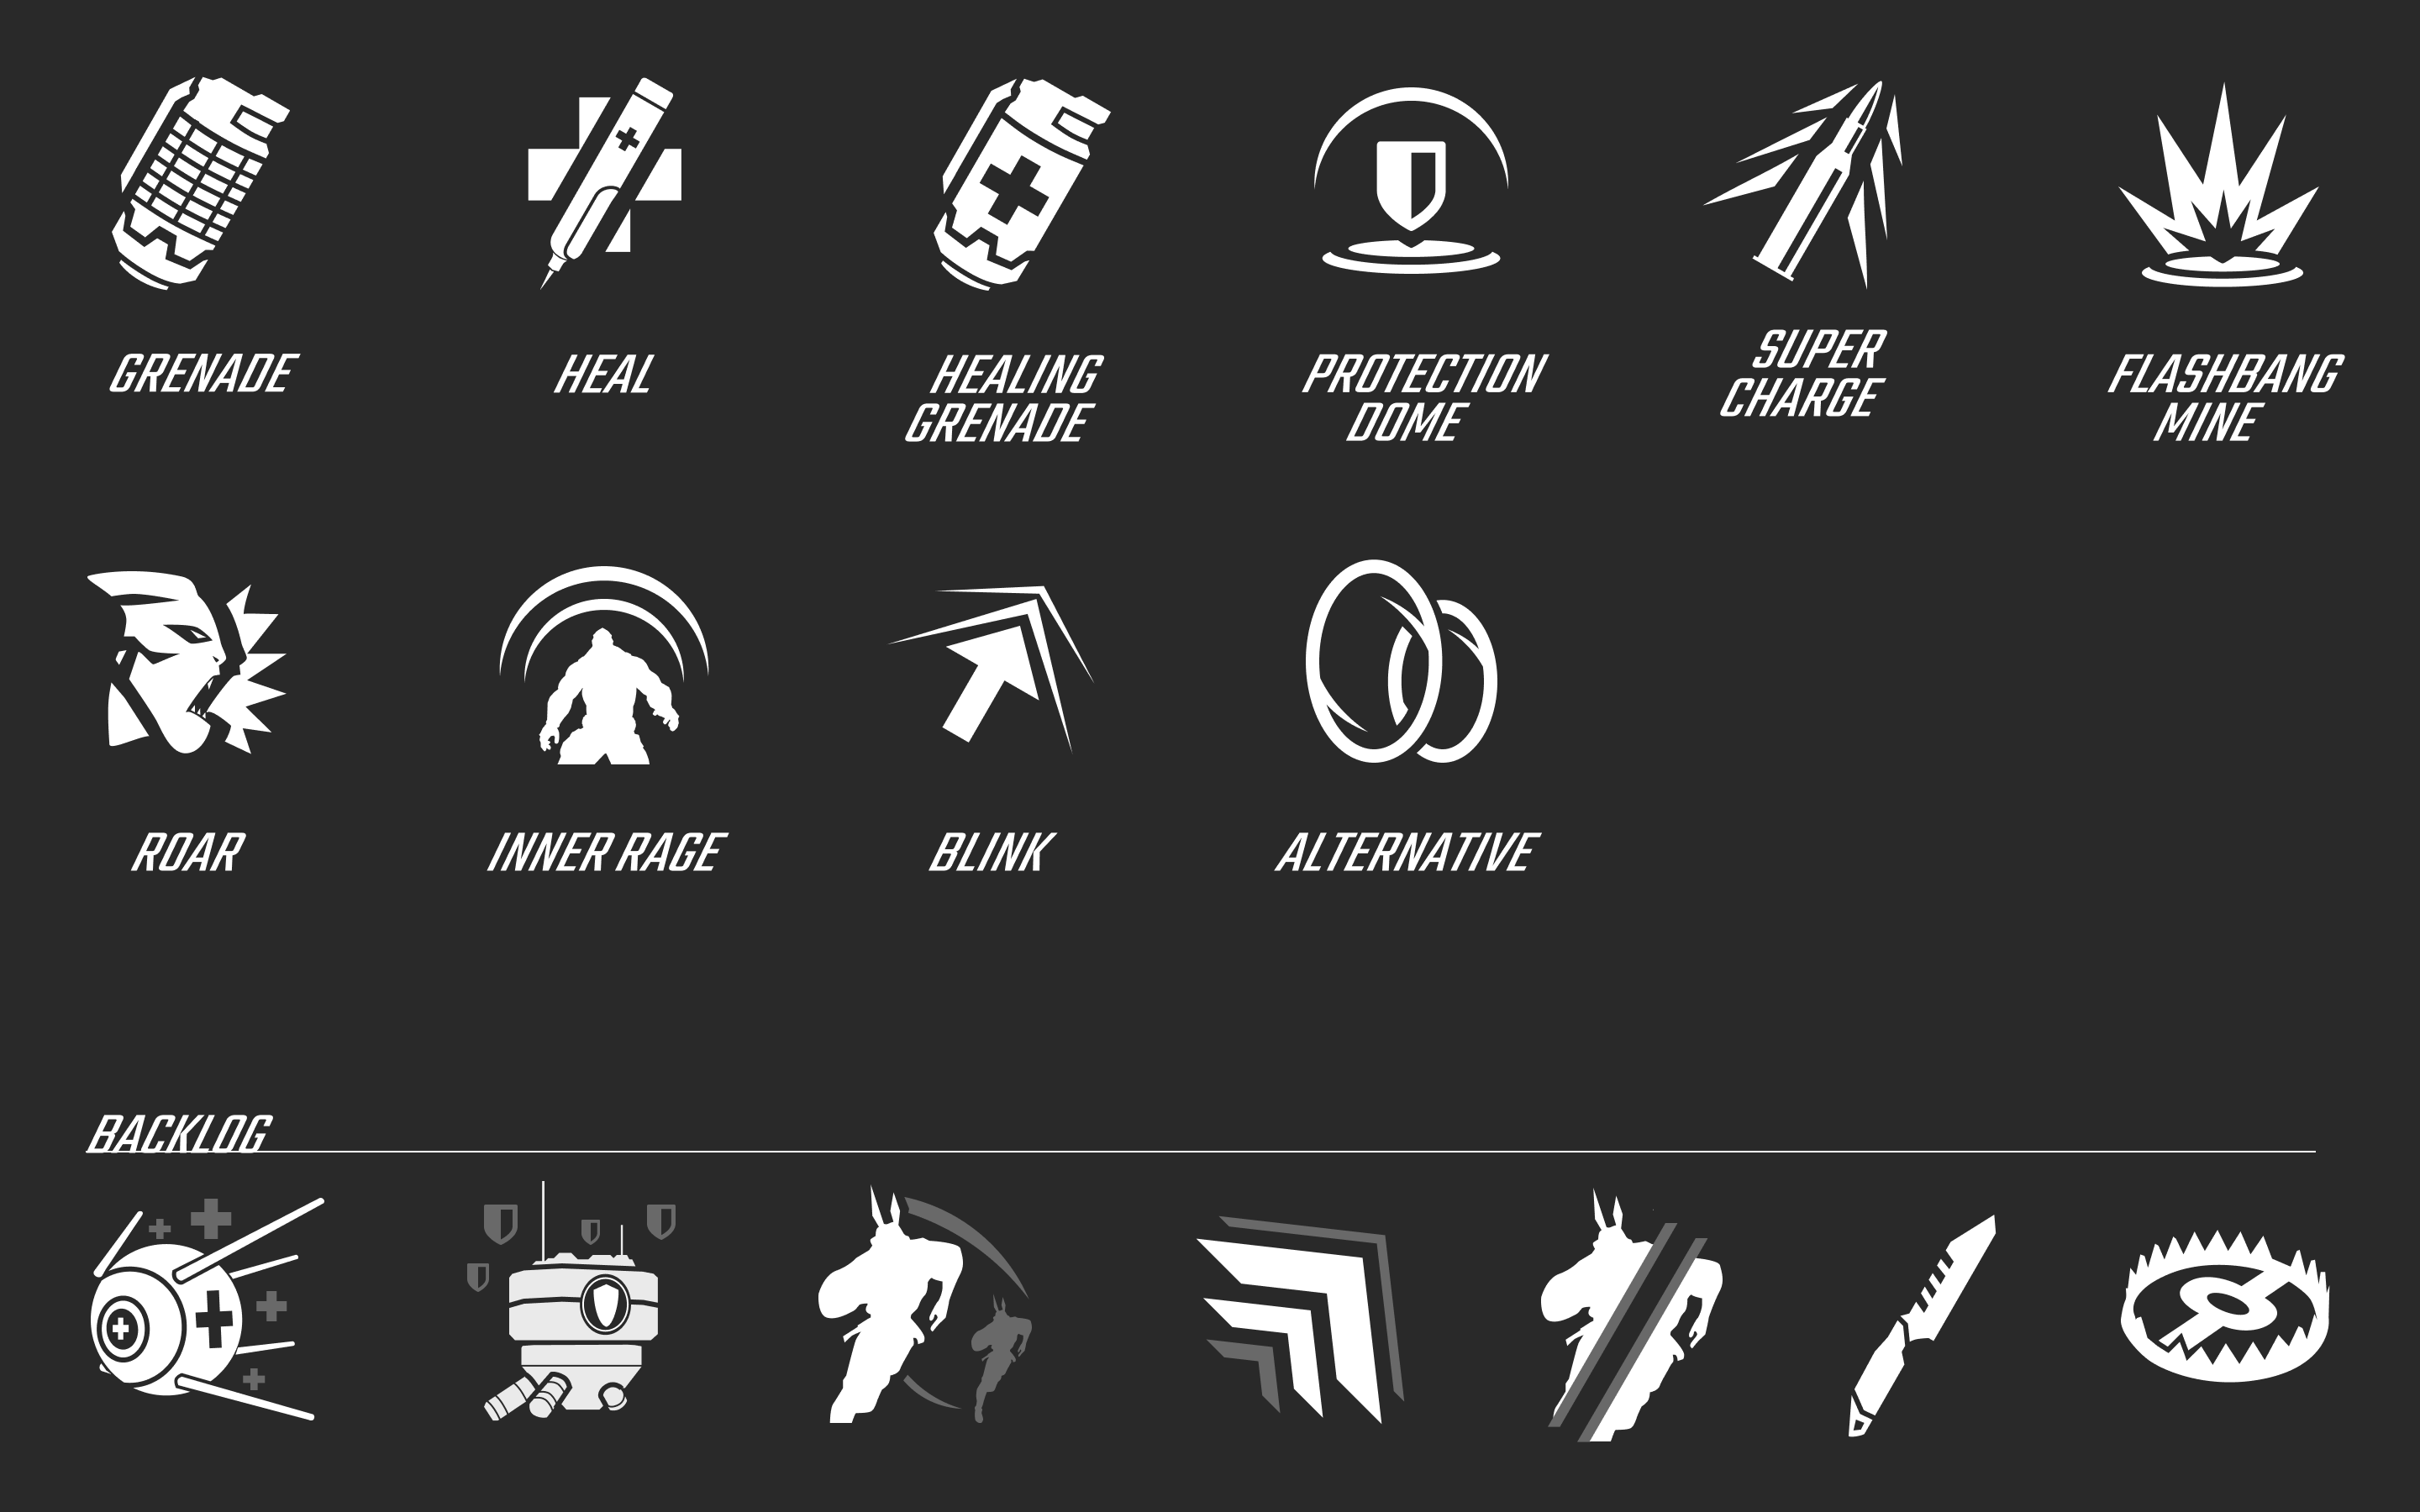 GRENADE
HEAL
HEALING
GRENADE
PROTECTION
DOME
SUPER
CHARGE
FLASHBANG
MINE
ROAR
INNER RAGE
BLINK
ALTERNATIVE
BACKLOG